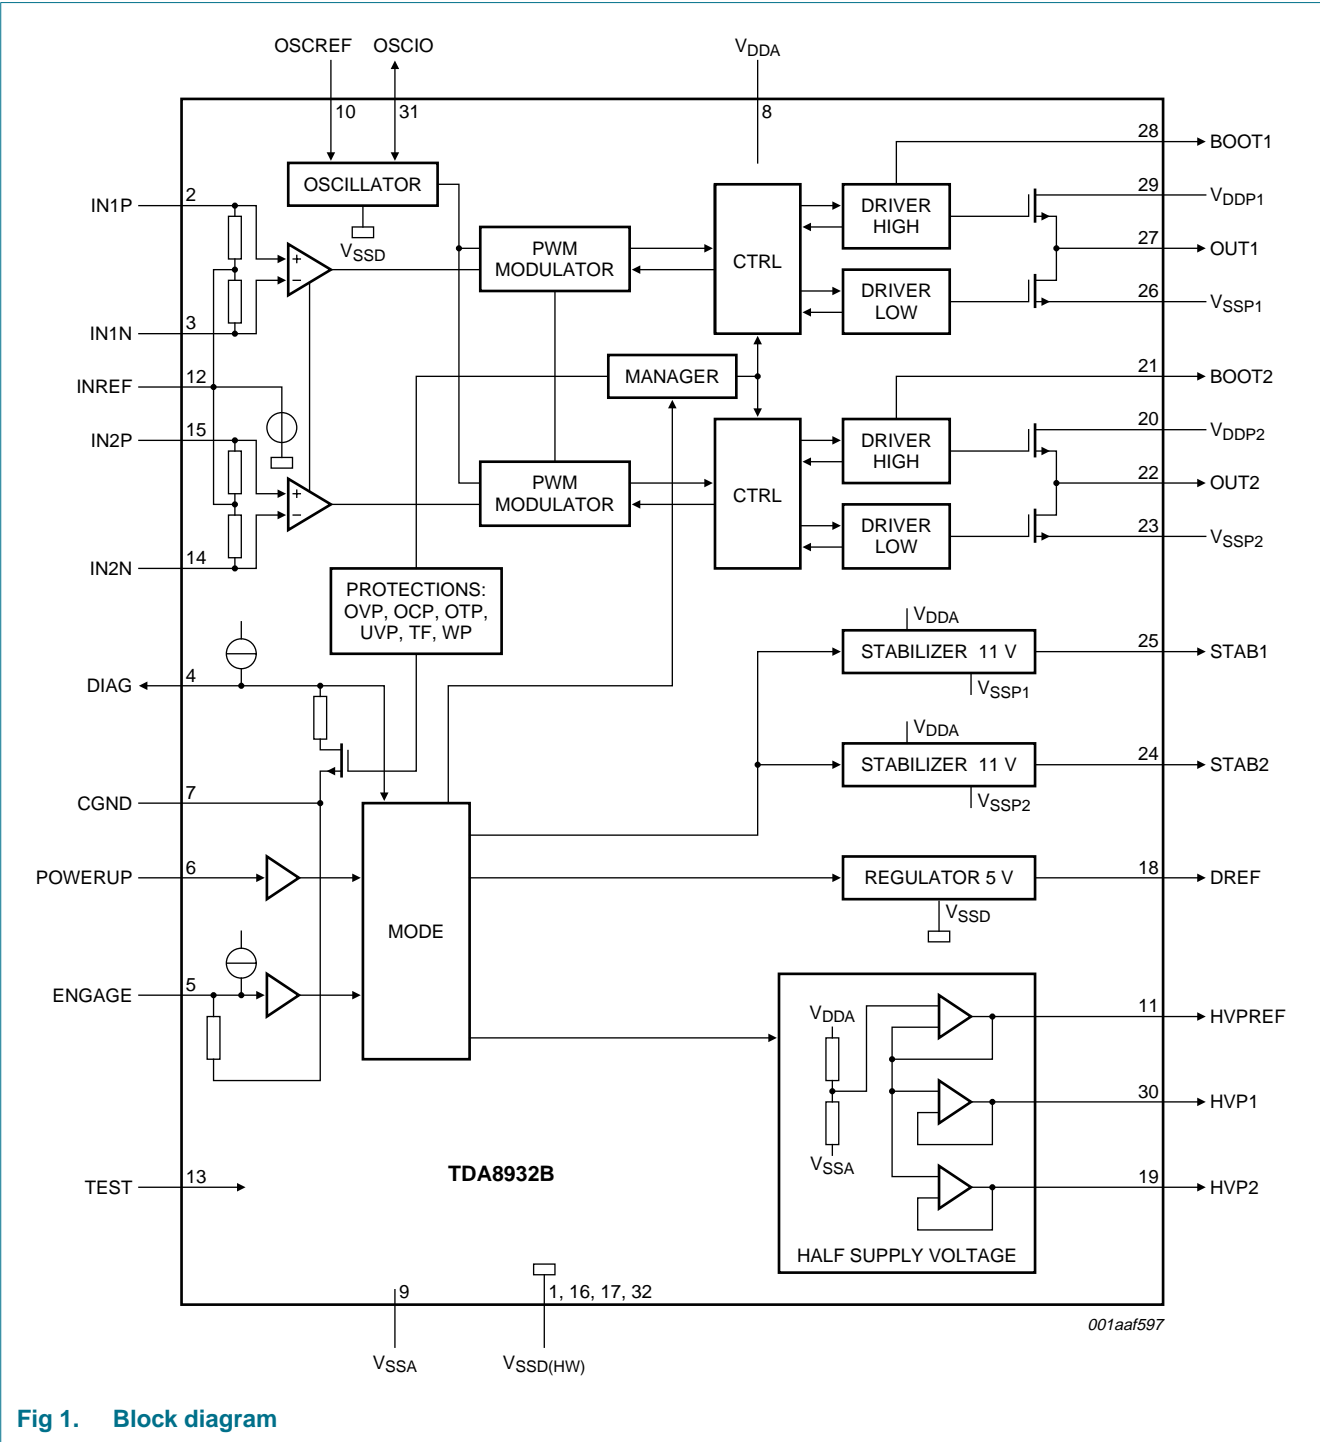 OSCREF OSCIO VDDA
10 31 8
28 BOOT1
OSCILLATOR
VSSD
IN1P 2
+
−
IN1N 3
PWM
MODULATOR
CTRL
DRIVER
HIGH
29 VDDP1
27 OUT1
DRIVER
LOW
26 VSSP1
INREF 12
MANAGER
21 BOOT2
IN2P 15
+
−
IN2N 14
PWM
MODULATOR
CTRL
DRIVER
HIGH
20 VDDP2
22 OUT2
DRIVER
LOW
23 VSSP2
PROTECTIONS:
OVP, OCP, OTP,
UVP, TF, WP
VDDA
STABILIZER 11 V
25 STAB1
VSSP1
DIAG 4
VDDA
STABILIZER 11 V
24 STAB2
VSSP2
CGND 7
POWERUP 6
MODE
REGULATOR 5 V
18 DREF
VSSD
ENGAGE 5
VDDA
11 HVPREF
30 HVP1
VSSA
19 HVP2
HALF SUPPLY VOLTAGE
TEST 13
TDA8932B
9
1, 16, 17, 32
VSSA
VSSD(HW)
001aaf597
Fig 1. Block diagram